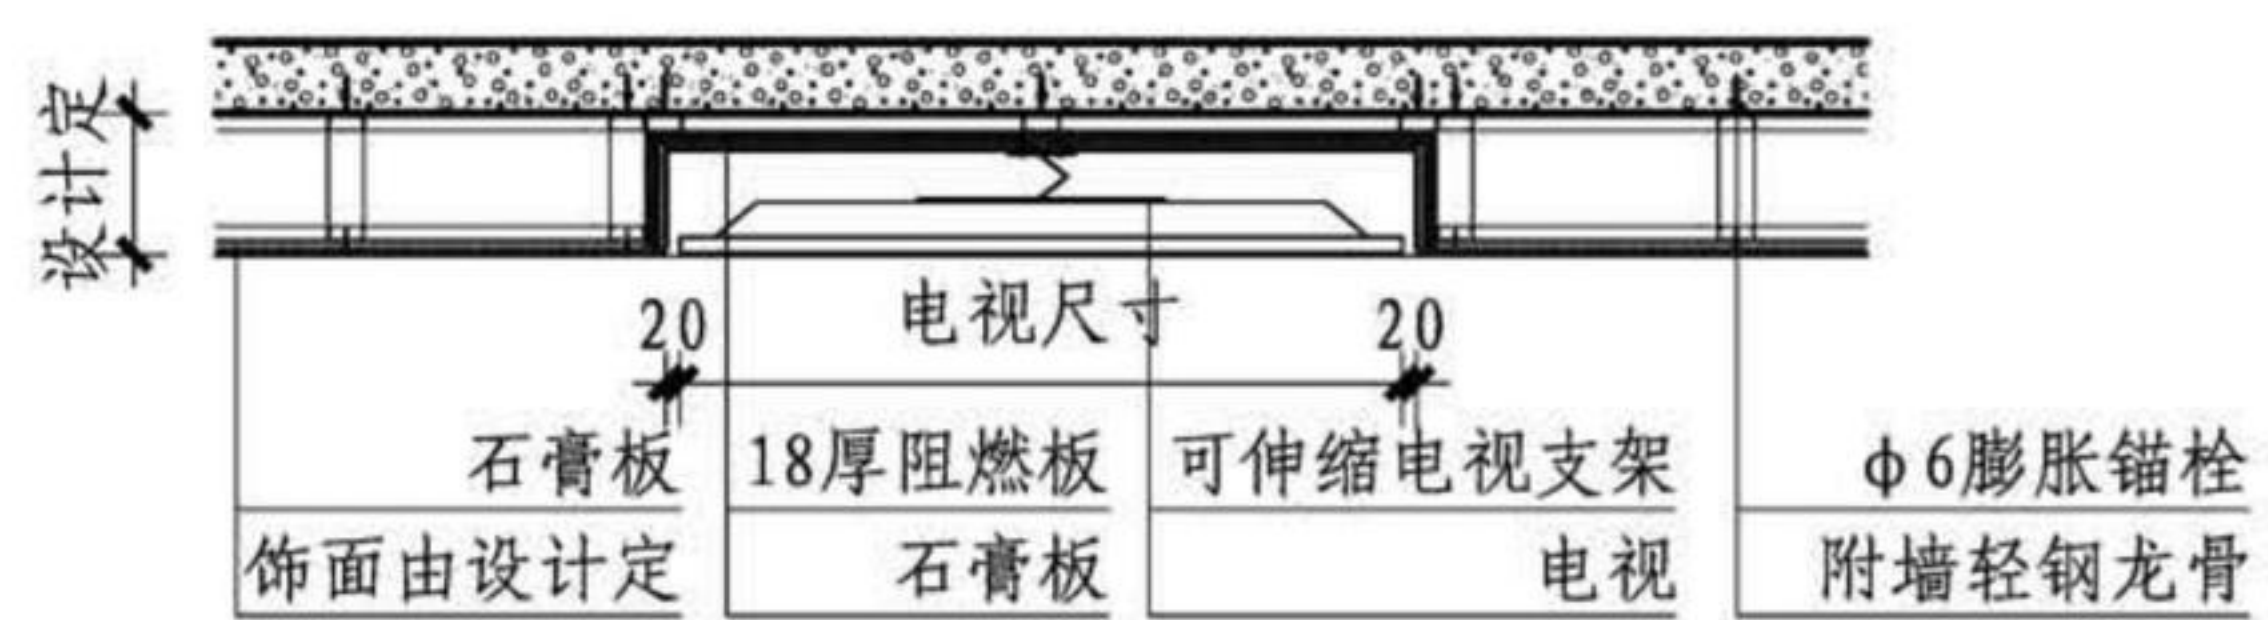 设计定
20
电视尺寸
20
石膏板
18厚阻燃板
可伸缩电视支架
ф6膨胀锚栓
饰面由设计定
石膏板
电视
附墙轻钢龙骨